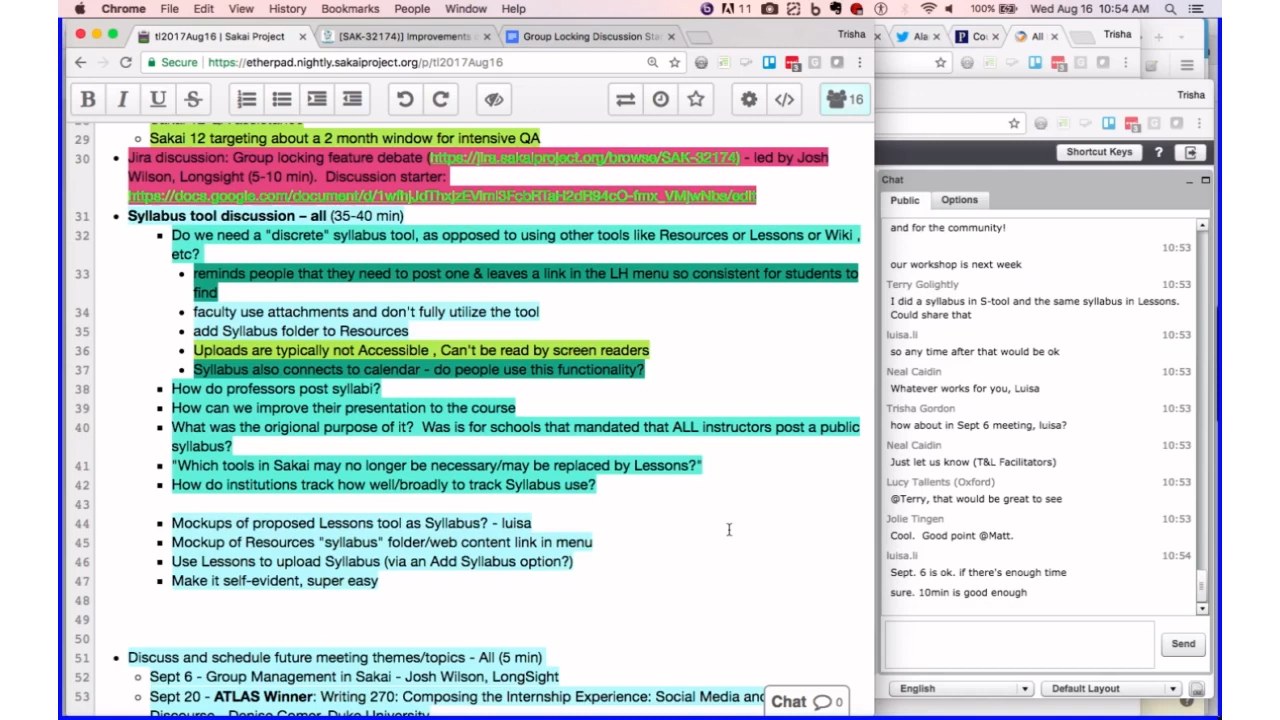 Chrome File Edit View History Bookmarks People Window Help 11 100% Wed Aug 16 10:54 AM
tl2017Aug16 | Sakai Project × [SAK-32174)] Improvements × Group Locking Discussion Sta × Trisha
Ala × Co × All × Trisha
Secure | https://etherpad.nightly.sakaiproject.org/p/tl2017Aug16
B I U S 16
Trisha
29 Sakai 12 targeting about a 2 month window for intensive QA
30 Jira discussion: Group locking feature debate (https://jira.sakaiproject.org/browse/SAK-32174) - led by Josh
Wilson, Longsight (5-10 min). Discussion starter:
31 Syllabus tool discussion – all (35-40 min)
32 Do we need a "discrete" syllabus tool, as opposed to using other tools like Resources or Lessons or Wiki ,
etc?
33 reminds people that they need to post one & leaves a link in the LH menu so consistent for students to
find
34 faculty use attachments and don't fully utilize the tool
35 add Syllabus folder to Resources
36 Uploads are typically not Accessible , Can't be read by screen readers
37 Syllabus also connects to calendar - do people use this functionality?
38 How do professors post syllabi?
39 How can we improve their presentation to the course
40 What was the origional purpose of it? Was is for schools that mandated that ALL instructors post a public
syllabus?
41 "Which tools in Sakai may no longer be necessary/may be replaced by Lessons?"
42 How do institutions track how well/broadly to track Syllabus use?
43
44 Mockups of proposed Lessons tool as Syllabus? - luisa
45 Mockup of Resources "syllabus" folder/web content link in menu
46 Use Lessons to upload Syllabus (via an Add Syllabus option?)
47 Make it self-evident, super easy
48
49
50
51 Discuss and schedule future meeting themes/topics - All (5 min)
52 Sept 6 - Group Management in Sakai - Josh Wilson, LongSight
53 Sept 20 - ATLAS Winner: Writing 270: Composing the Internship Experience: Social Media and
Discourse - Denise Comer, Duke University
Chat 0
Shortcut Keys ?
Chat
Public Options
and for the community!
10:53
our workshop is next week
Terry Golightly 10:53
I did a syllabus in S-tool and the same syllabus in Lessons.
Could share that
luisa.li 10:53
so any time after that would be ok
Neal Caidin 10:53
Whatever works for you, Luisa
Trisha Gordon 10:53
how about in Sept 6 meeting, luisa?
Neal Caidin 10:53
Just let us know (T&L Facilitators)
Lucy Tallents (Oxford) 10:53
@Terry, that would be great to see
Jolie Tingen 10:53
Cool. Good point @Matt.
luisa.li 10:54
Sept. 6 is ok. if there's enough time
sure. 10min is good enough
Send
English Default Layout